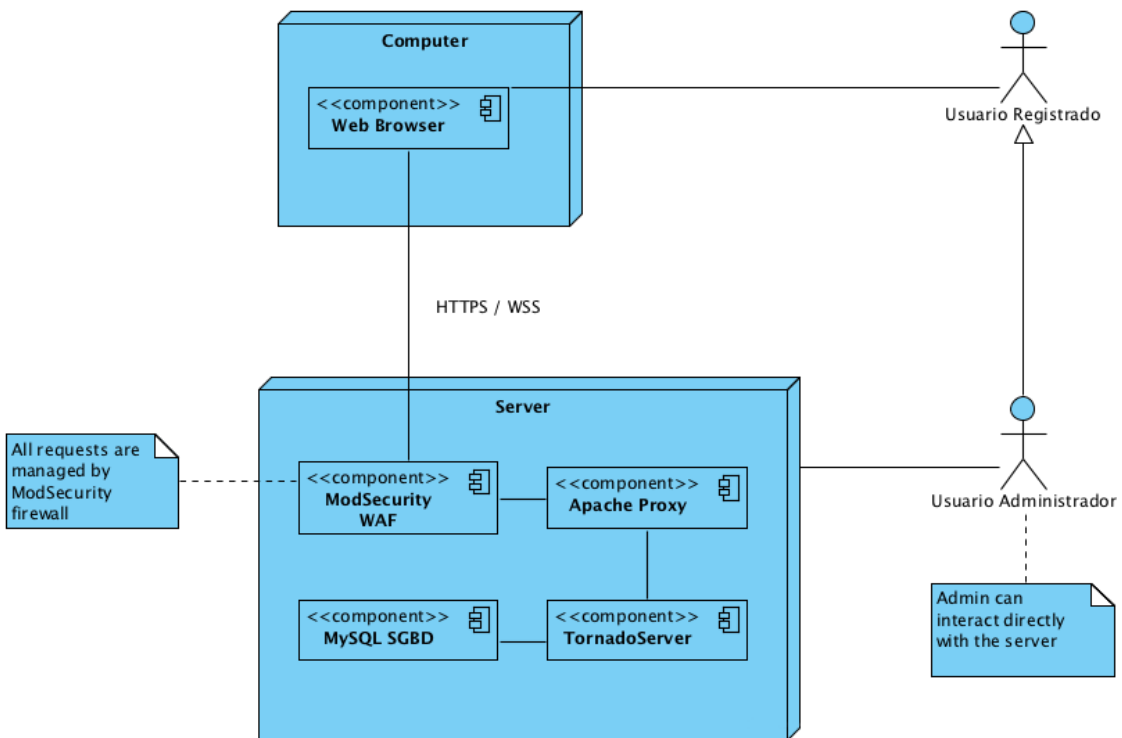 Computer
<<component>>
Web Browser
Usuario Registrado
HTTPS / WSS
Server
All requests are
managed by
ModSecurity
firewall
<<component>>
ModSecurity
WAF
<<component>>
Apache Proxy
Usuario Administrador
<<component>>
MySQL SGBD
<<component>>
TornadoServer
Admin can
interact directly
with the server